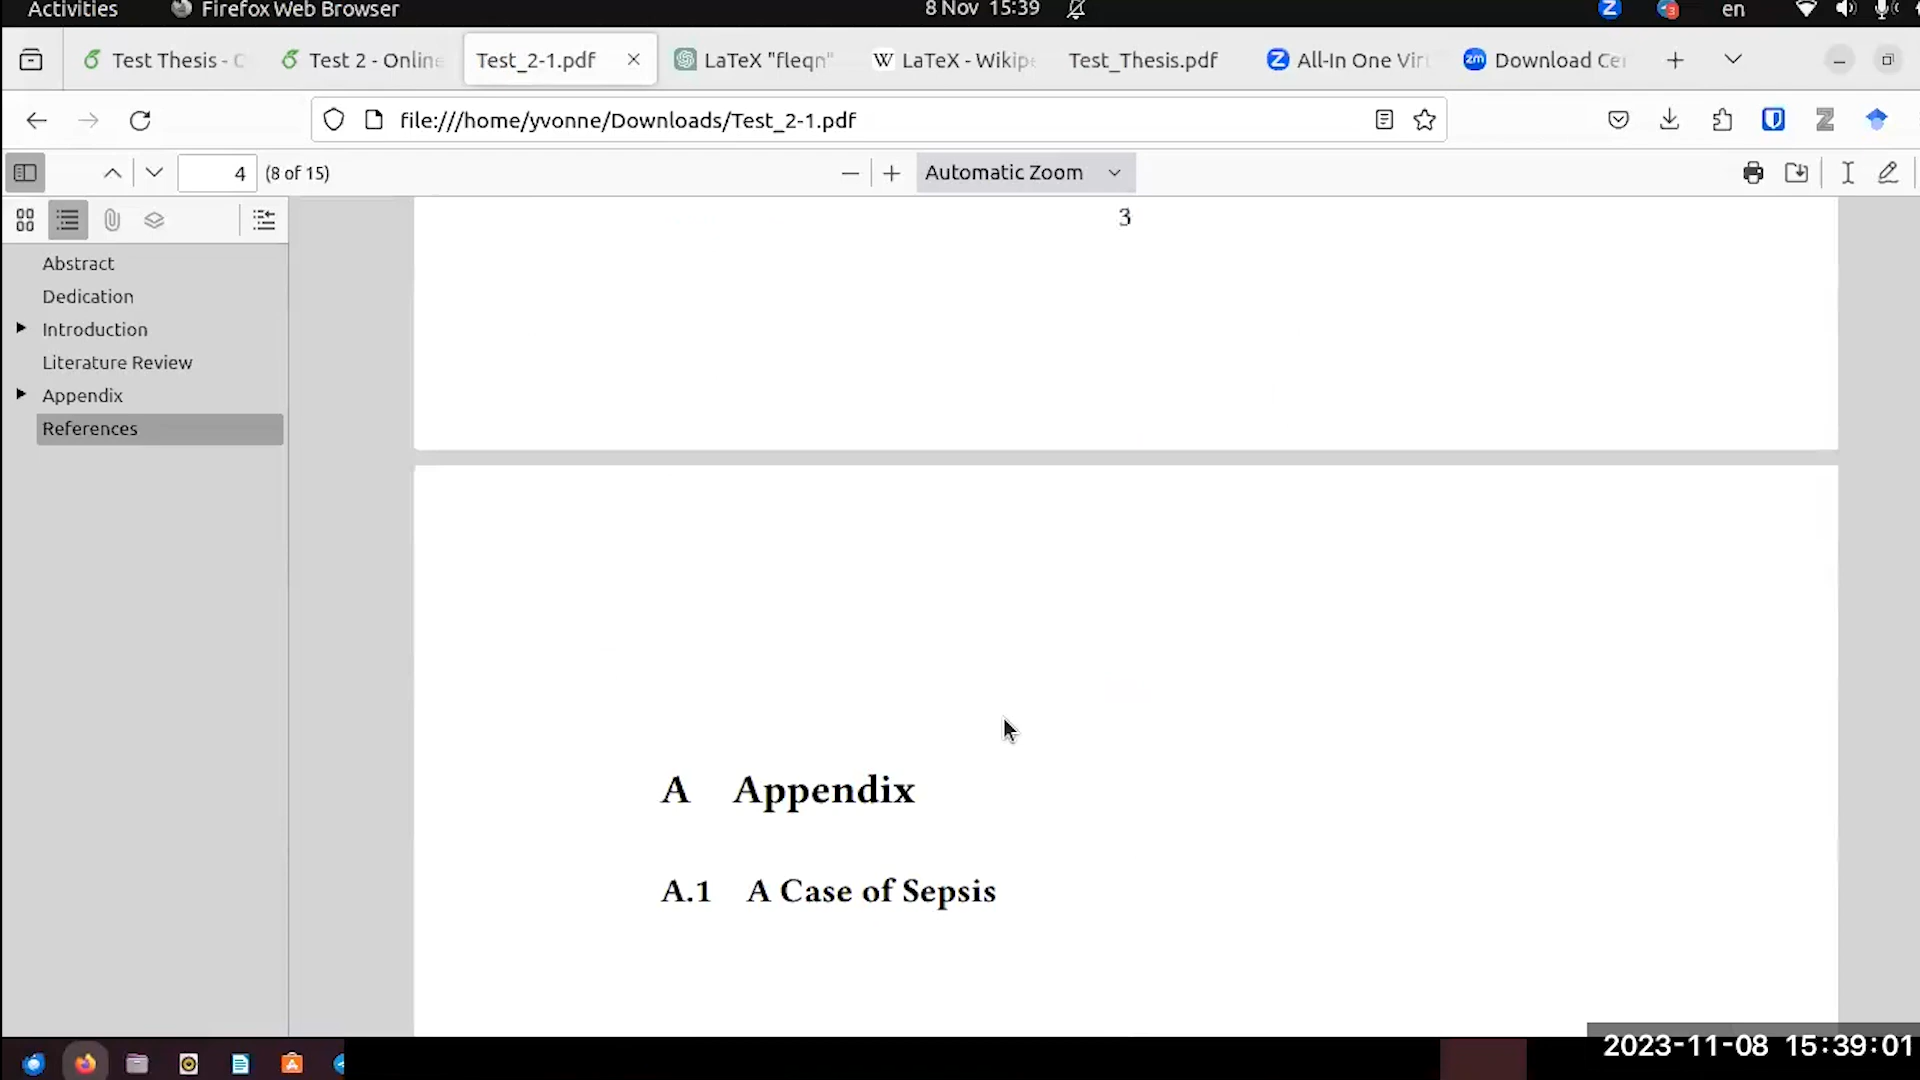 Activities Firefox Web Browser 8 Nov 15:39 3 en
Test Thesis - Test 2 - Online Test_2-1.pdf LaTeX "fleqn" W LaTeX - Wikip Test_Thesis.pdf Z All-In One Vir zm Download Ce
file:///home/yvonne/Downloads/Test_2-1.pdf
4 (8 of 15) Automatic Zoom
3
Abstract
Dedication
Introduction
Literature Review
Appendix
References
A Appendix
A.1 A Case of Sepsis
2023-11-08 15:39:01